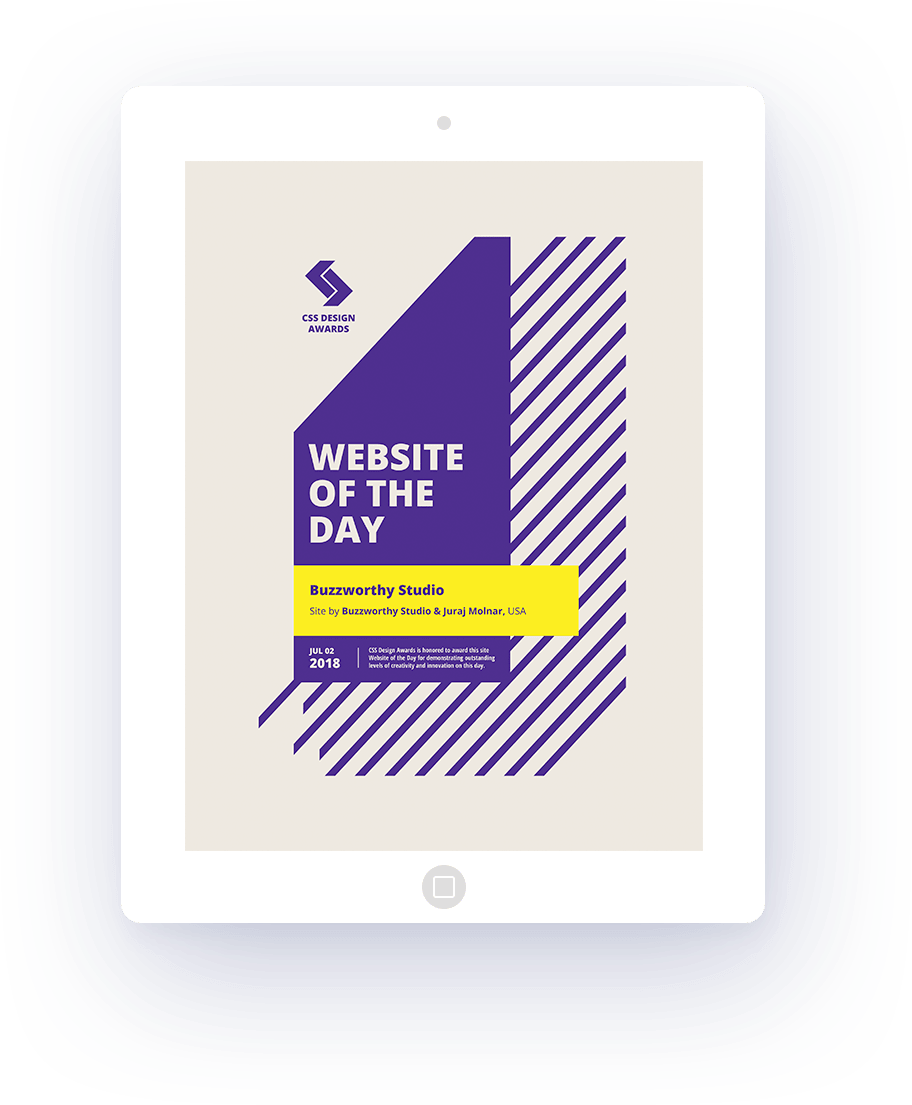 CSS DESIGN
AWARDS
WEBSITE
OF THE
DAY
Buzzworthy Studio
Site by Buzzworthy Studio & Juraj Molnar, USA
JUL 02
2018
CSS Design Awards is honored to award this site
Website of the Day for demonstrating outstanding
levels of creativity and innovation on this day.